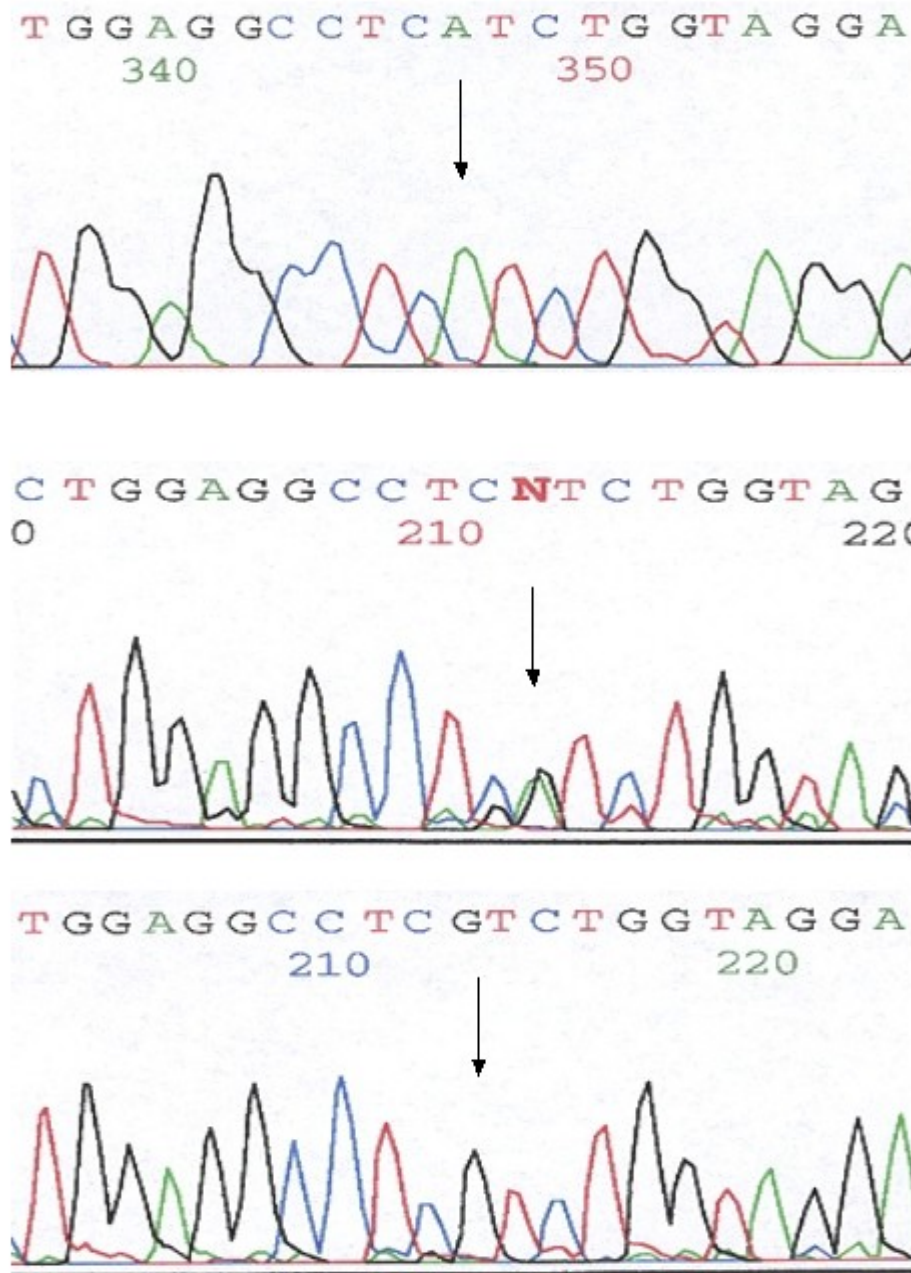 T G G A G G C C T C A T C T G G T A G G A
340 350
C T G G A G G C C T C N T C T G G T A G
0 210 220
T G G A G G C C T C G T C T G G T A G G A
210 220